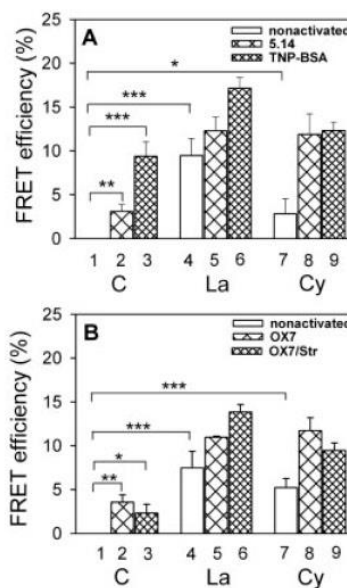 A
nonactivated
5.14
TNP-BSA
FRET efficiency (%)
25
20
15
10
5
0
*
***
***
**
1 2 3 4 5 6 7 8 9
C La Cy
B
nonactivated
OX7
OX7/Str
FRET efficiency (%)
25
20
15
10
5
0
***
***
*
**
1 2 3 4 5 6 7 8 9
C La Cy